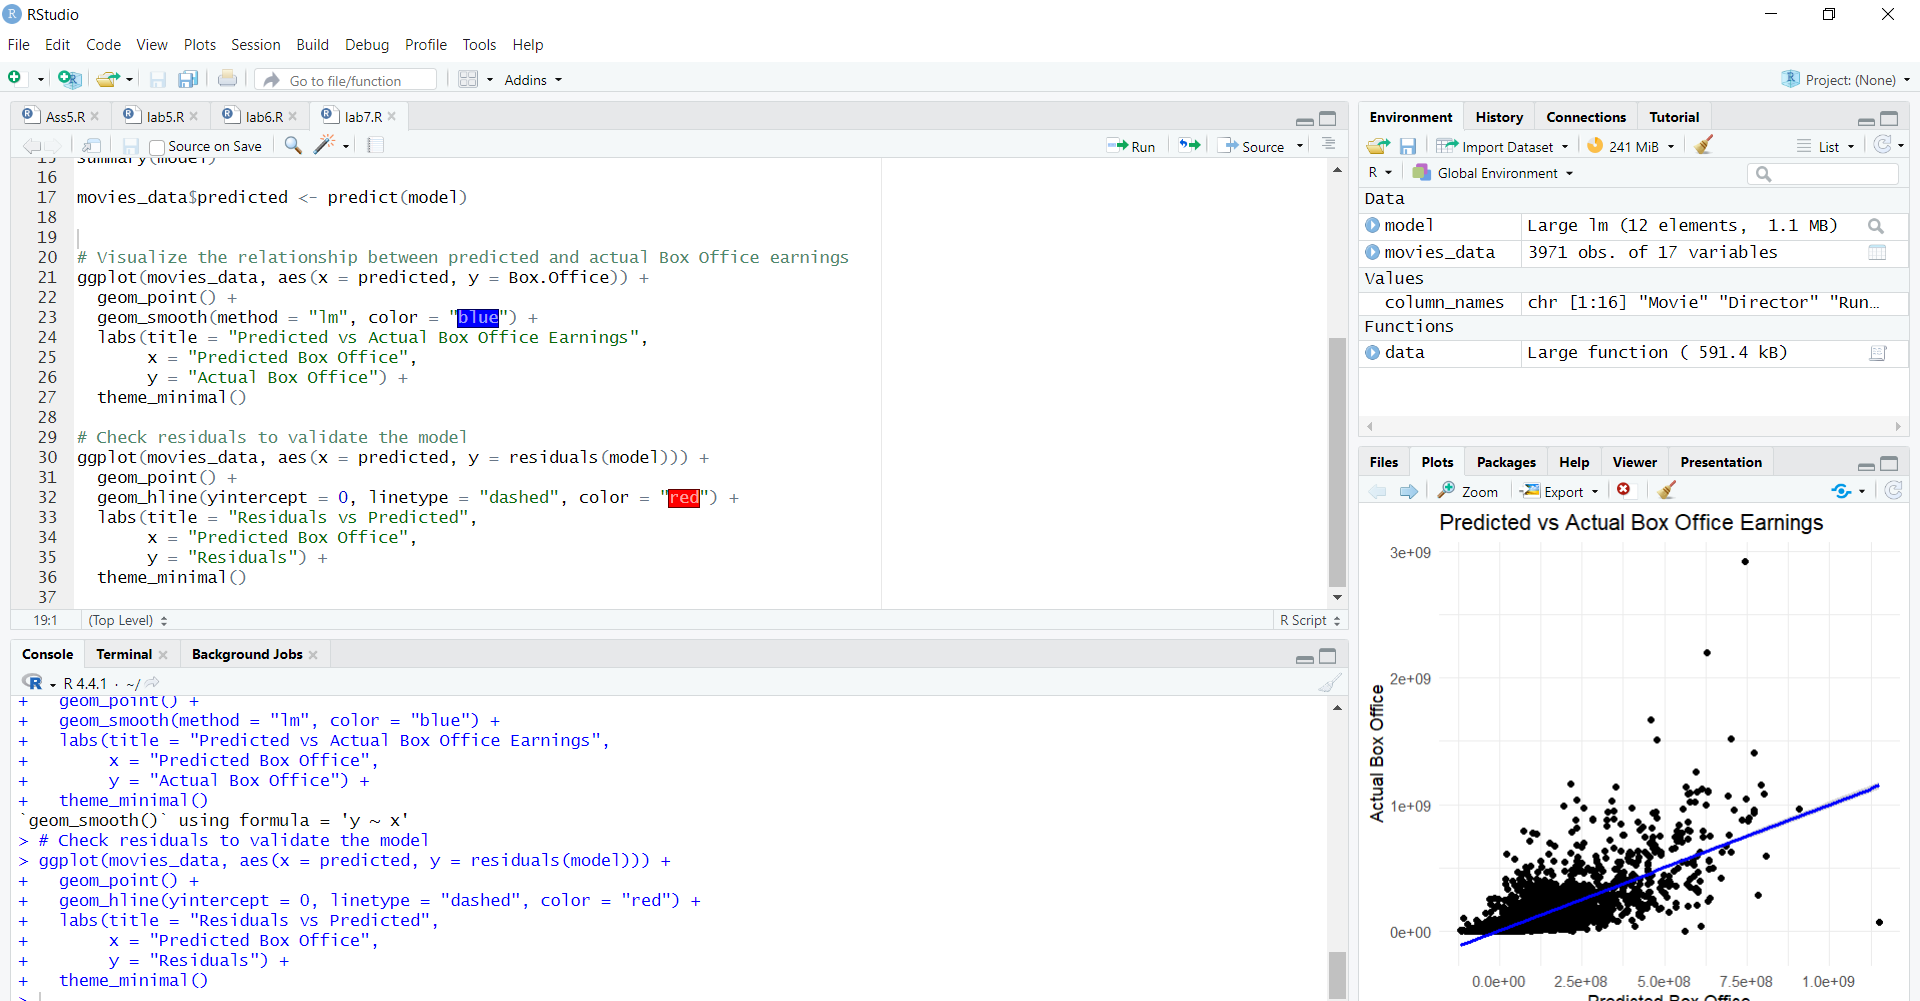 RStudio
File Edit Code View Plots Session Build Debug Profile Tools Help
Go to file/function Addins Project: (None)
Ass5.R lab5.R lab6.R lab7.R
Source on Save Run Source
15 summary(model)
16
17 movies_data$predicted <- predict(model)
18
19
20 # Visualize the relationship between predicted and actual Box Office earnings
21 ggplot(movies_data, aes(x = predicted, y = Box.Office)) +
22 geom_point() +
23 geom_smooth(method = "lm", color = "blue") +
24 labs(title = "Predicted vs Actual Box Office Earnings",
25 x = "Predicted Box Office",
26 y = "Actual Box Office") +
27 theme_minimal()
28
29 # Check residuals to validate the model
30 ggplot(movies_data, aes(x = predicted, y = residuals(model))) +
31 geom_point() +
32 geom_hline(yintercept = 0, linetype = "dashed", color = "red") +
33 labs(title = "Residuals vs Predicted",
34 x = "Predicted Box Office",
35 y = "Residuals") +
36 theme_minimal()
37
19:1 (Top Level) R Script
Console Terminal Background Jobs
R 4.4.1 · ~/
+ geom_point() +
+ geom_smooth(method = "lm", color = "blue") +
+ labs(title = "Predicted vs Actual Box Office Earnings",
+ x = "Predicted Box Office",
+ y = "Actual Box Office") +
+ theme_minimal()
`geom_smooth()` using formula = 'y ~ x'
> # Check residuals to validate the model
> ggplot(movies_data, aes(x = predicted, y = residuals(model))) +
+ geom_point() +
+ geom_hline(yintercept = 0, linetype = "dashed", color = "red") +
+ labs(title = "Residuals vs Predicted",
+ x = "Predicted Box Office",
+ y = "Residuals") +
+ theme_minimal()
>
Environment History Connections Tutorial
Import Dataset 241 MiB List
R Global Environment
Data
model Large lm (12 elements, 1.1 MB)
movies_data 3971 obs. of 17 variables
Values
column_names chr [1:16] "Movie" "Director" "Run…
Functions
data Large function ( 591.4 kB)
Files Plots Packages Help Viewer Presentation
Zoom Export
Predicted vs Actual Box Office Earnings
3e+09
2e+09
1e+09
0e+00
Actual Box Office
0.0e+00 2.5e+08 5.0e+08 7.5e+08 1.0e+09
Predicted Box Office